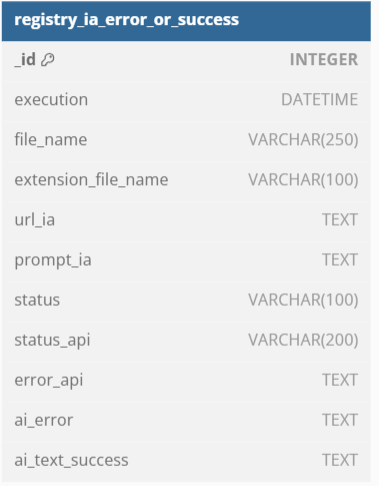 registry_ia_error_or_success
_id INTEGER
execution DATETIME
file_name VARCHAR(250)
extension_file_name VARCHAR(100)
url_ia TEXT
prompt_ia TEXT
status VARCHAR(100)
status_api VARCHAR(200)
error_api TEXT
ai_error TEXT
ai_text_success TEXT